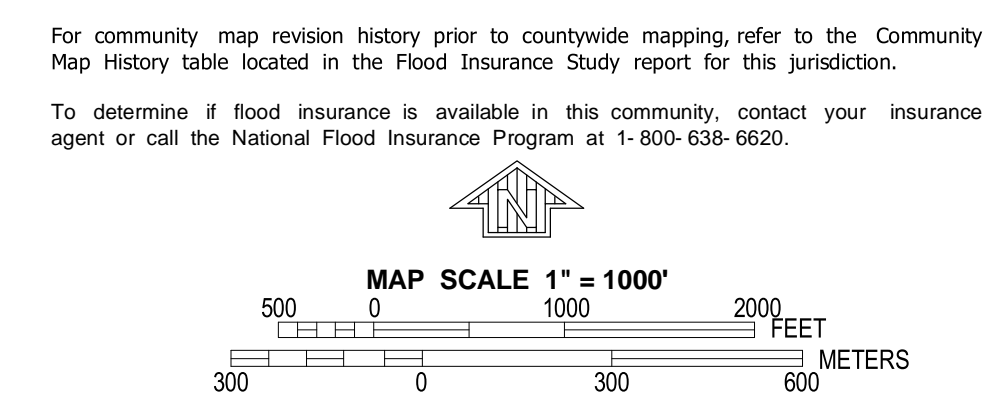 For community map revision history prior to countywide mapping, refer to the Community
Map History table located in the Flood Insurance Study report for this jurisdiction.
To determine if flood insurance is available in this community, contact your insurance
agent or call the National Flood Insurance Program at 1- 800- 638- 6620.
N
MAP SCALE 1" = 1000'
500 0 1000 2000
FEET
METERS
300 0 300 600